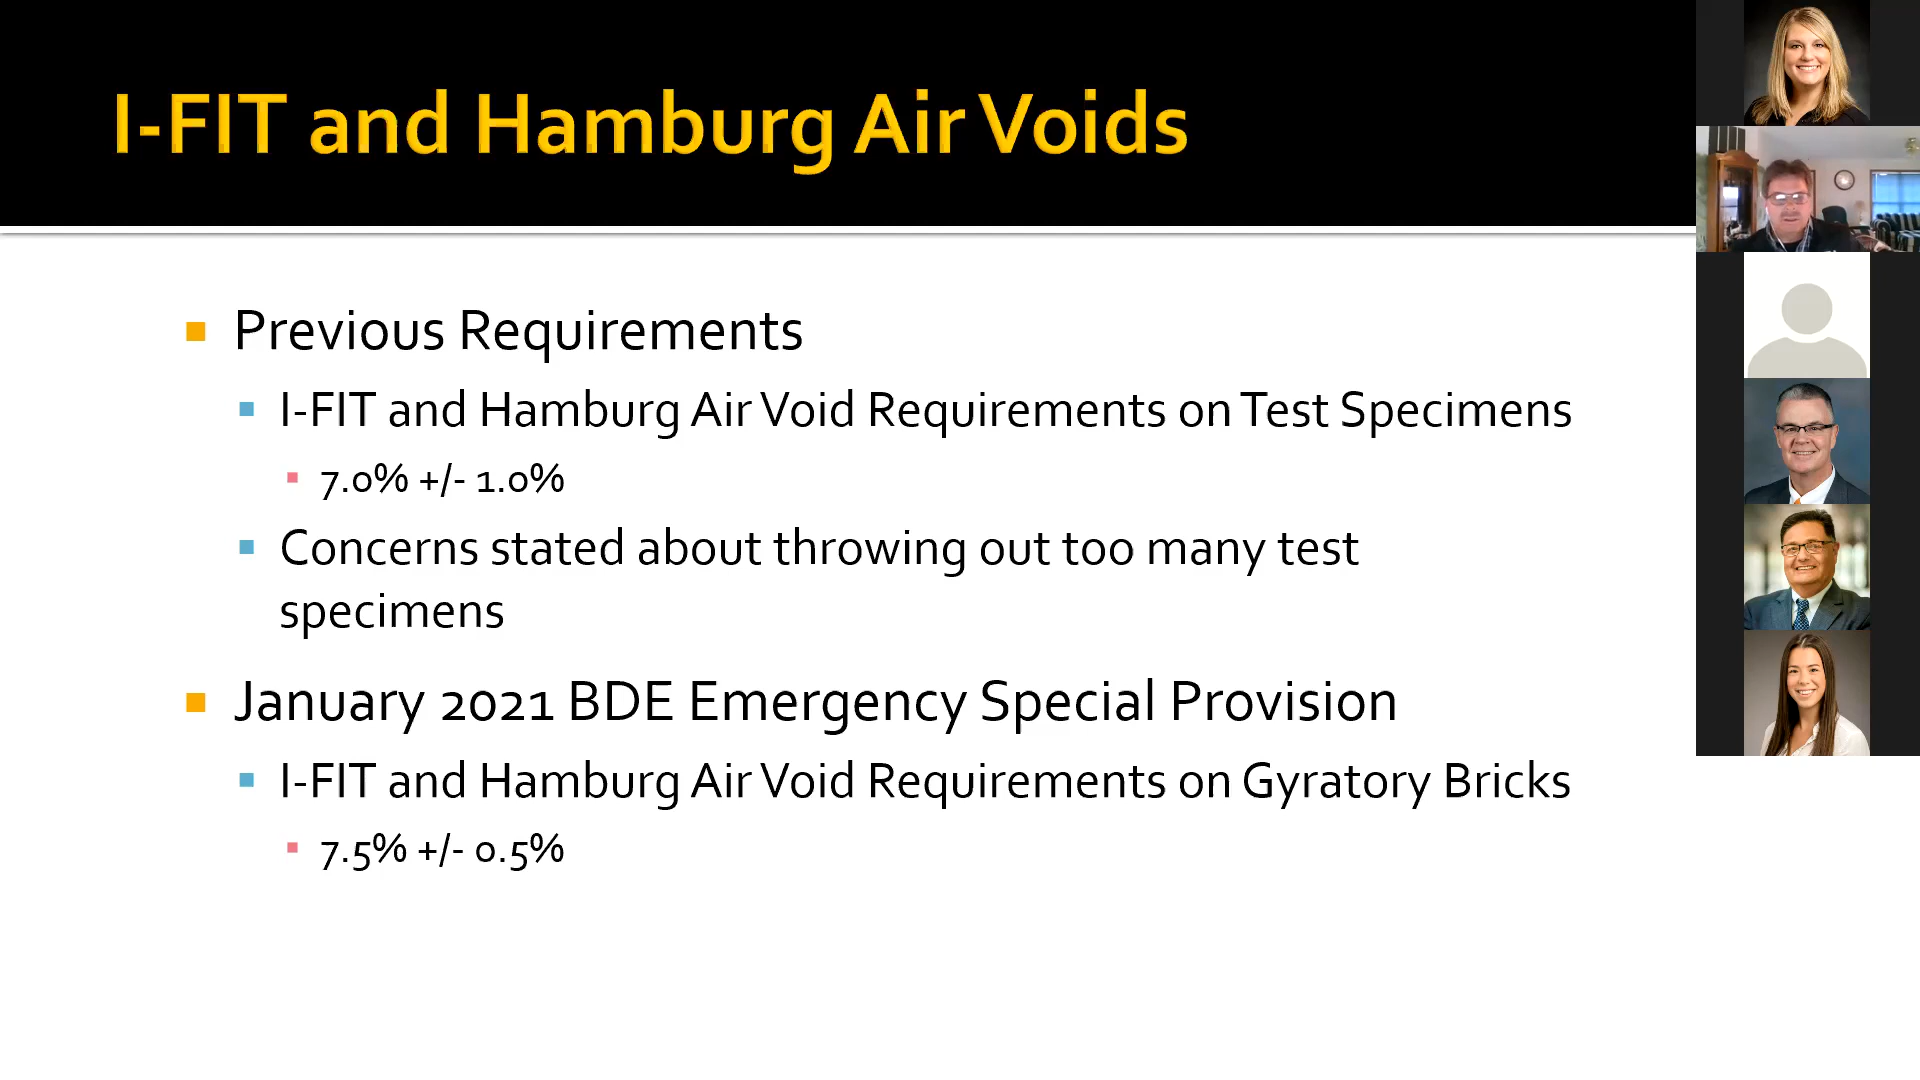 I-FIT and Hamburg Air Voids
Previous Requirements
I-FIT and Hamburg Air Void Requirements on Test Specimens
7.0% +/- 1.0%
Concerns stated about throwing out too many test
specimens
January 2021 BDE Emergency Special Provision
I-FIT and Hamburg Air Void Requirements on Gyratory Bricks
7.5% +/- 0.5%